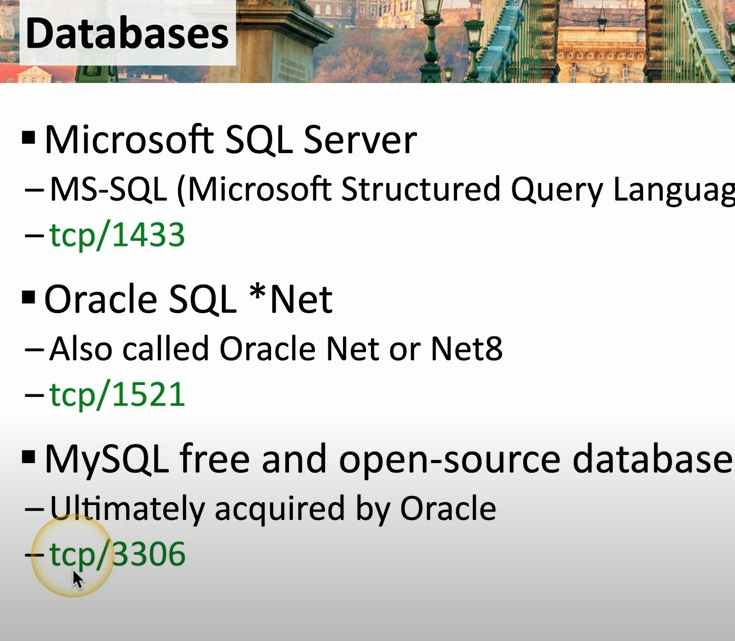 Databases
▪ Microsoft SQL Server
– MS-SQL (Microsoft Structured Query Languag
– tcp/1433
▪ Oracle SQL *Net
– Also called Oracle Net or Net8
– tcp/1521
▪ MySQL free and open-source database
– Ultimately acquired by Oracle
– tcp/3306